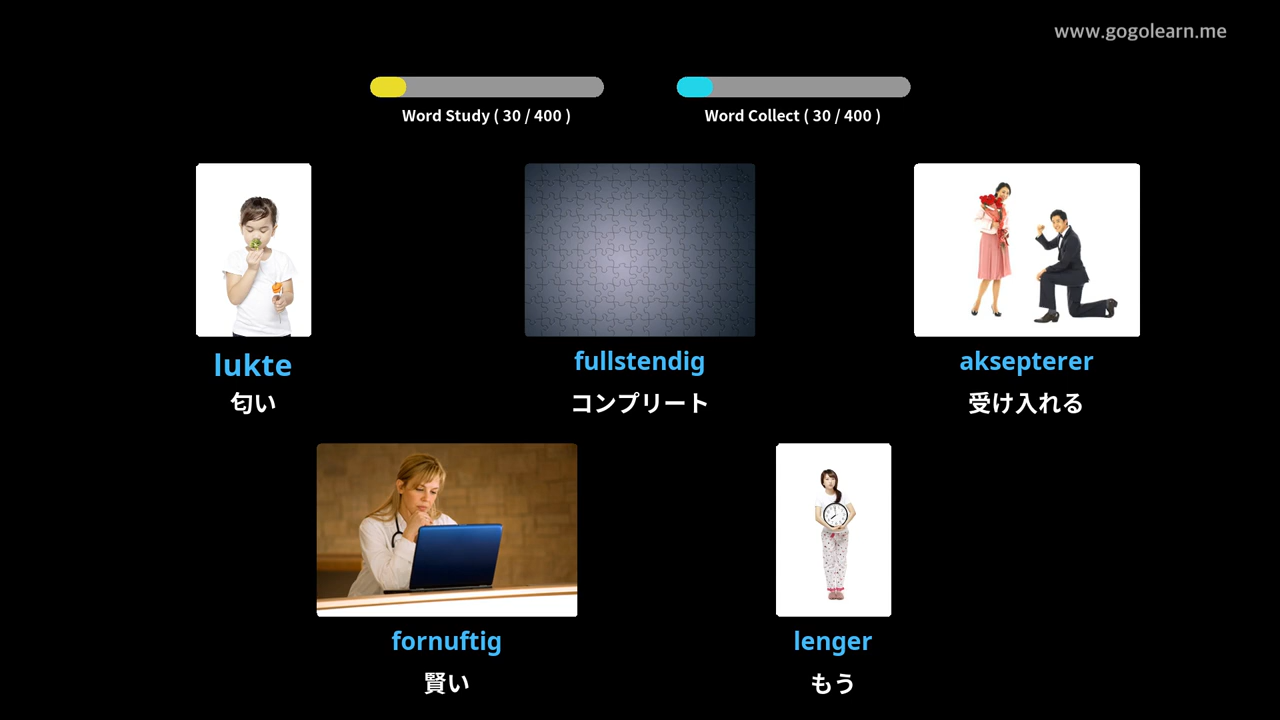 www.gogolearn.me
Word Study ( 30 / 400 )
Word Collect ( 30 / 400 )
lukte
匂い
fullstendig
コンプリート
aksepterer
受け入れる
fornuftig
賢い
lenger
もう